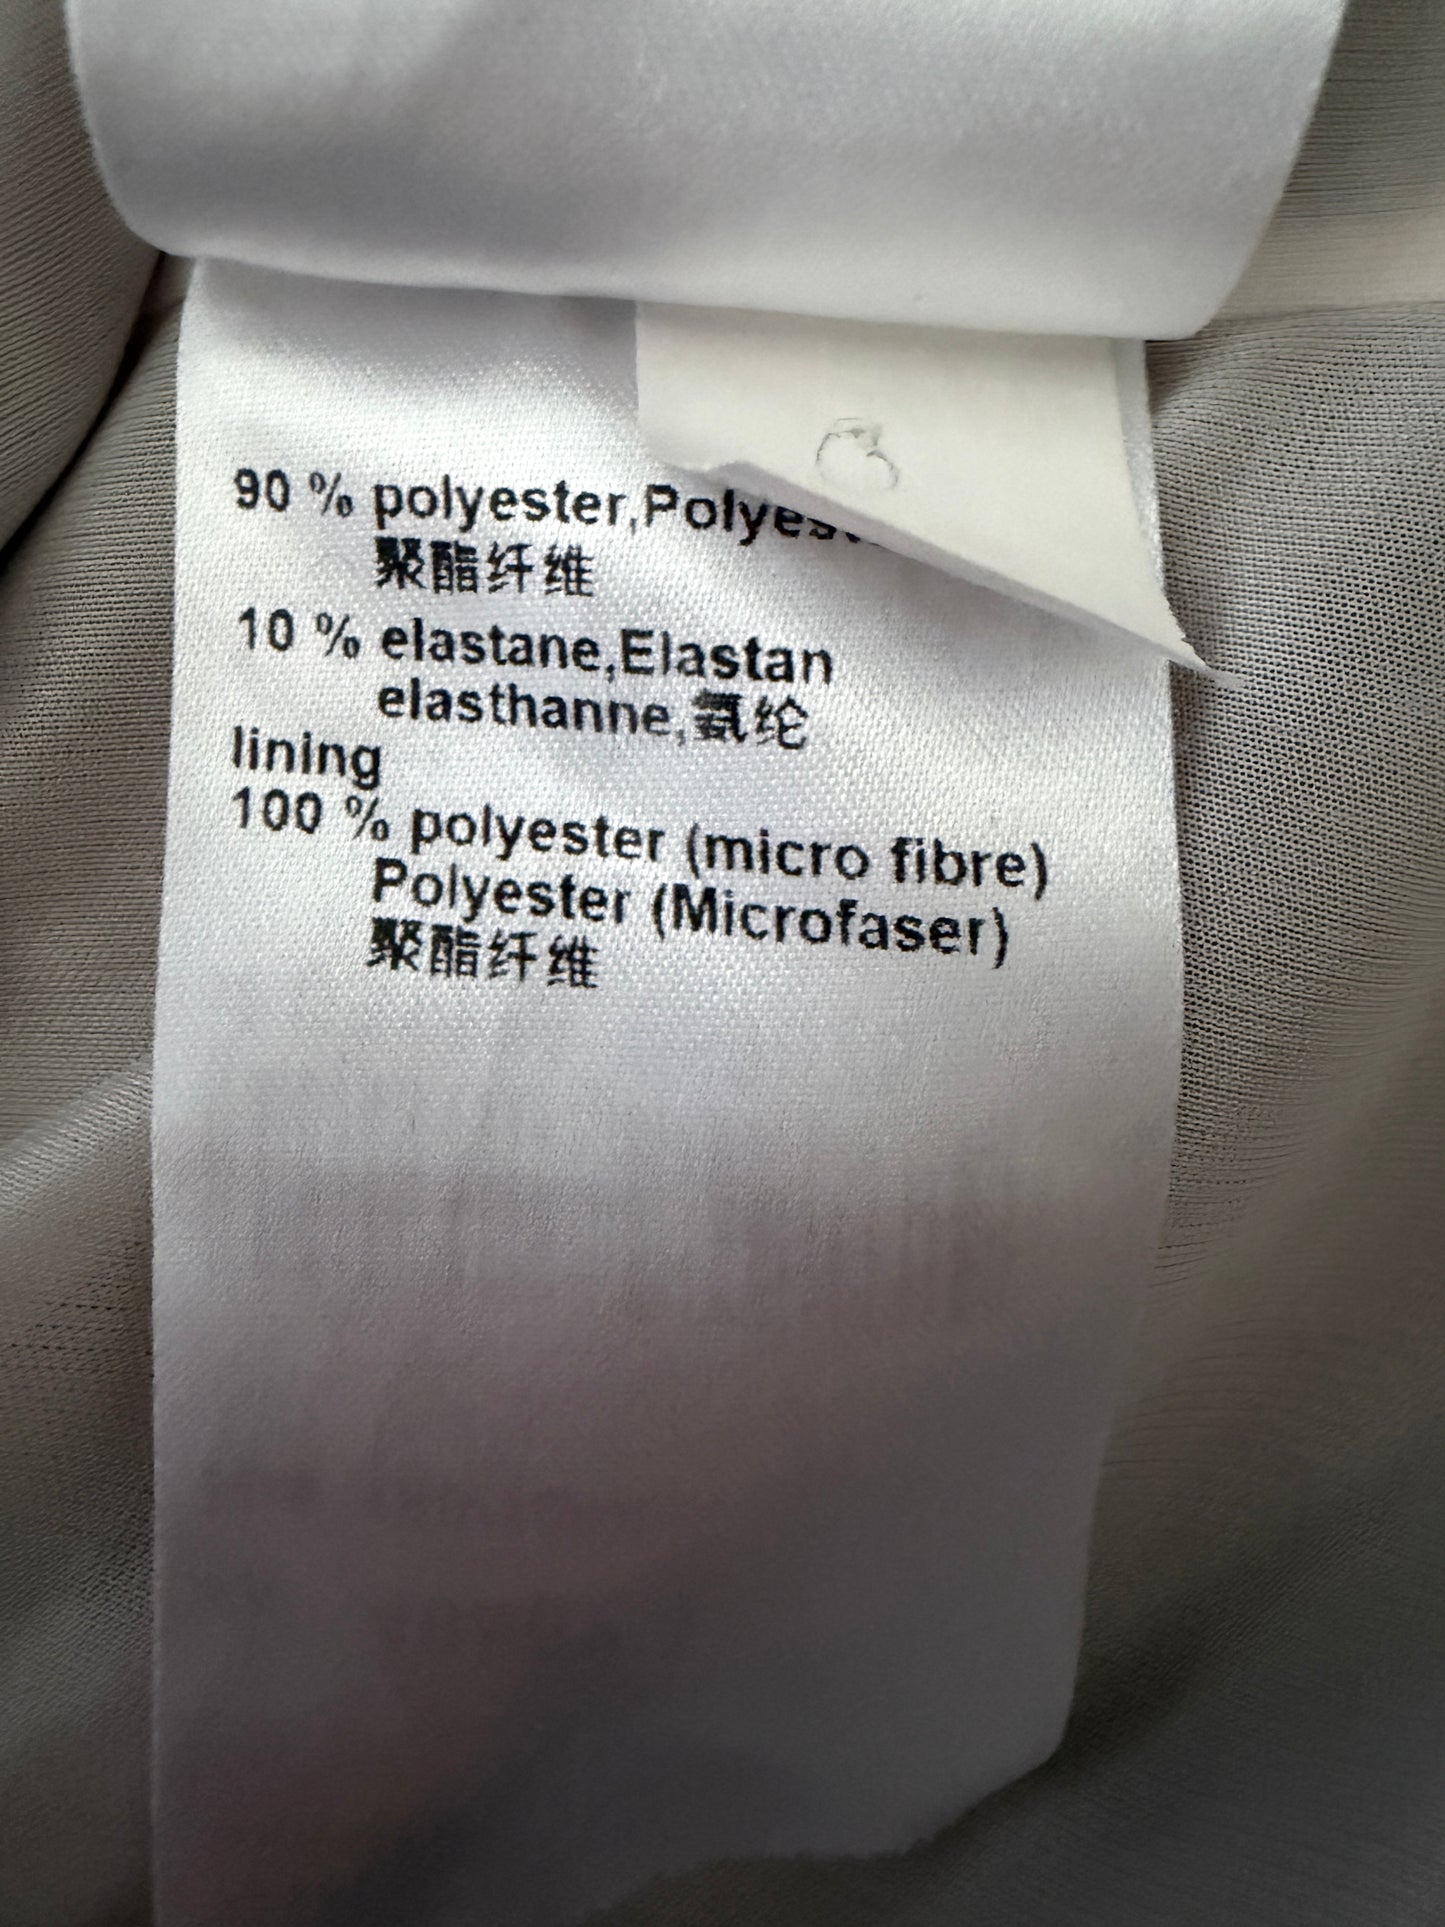 90 % polyester,
聚酯纤维
10 % elastane,Elastan
elasthanne,氨纶
lining
100 % polyester (micro fibre)
Polyester (Microfaser)
聚酯纤维